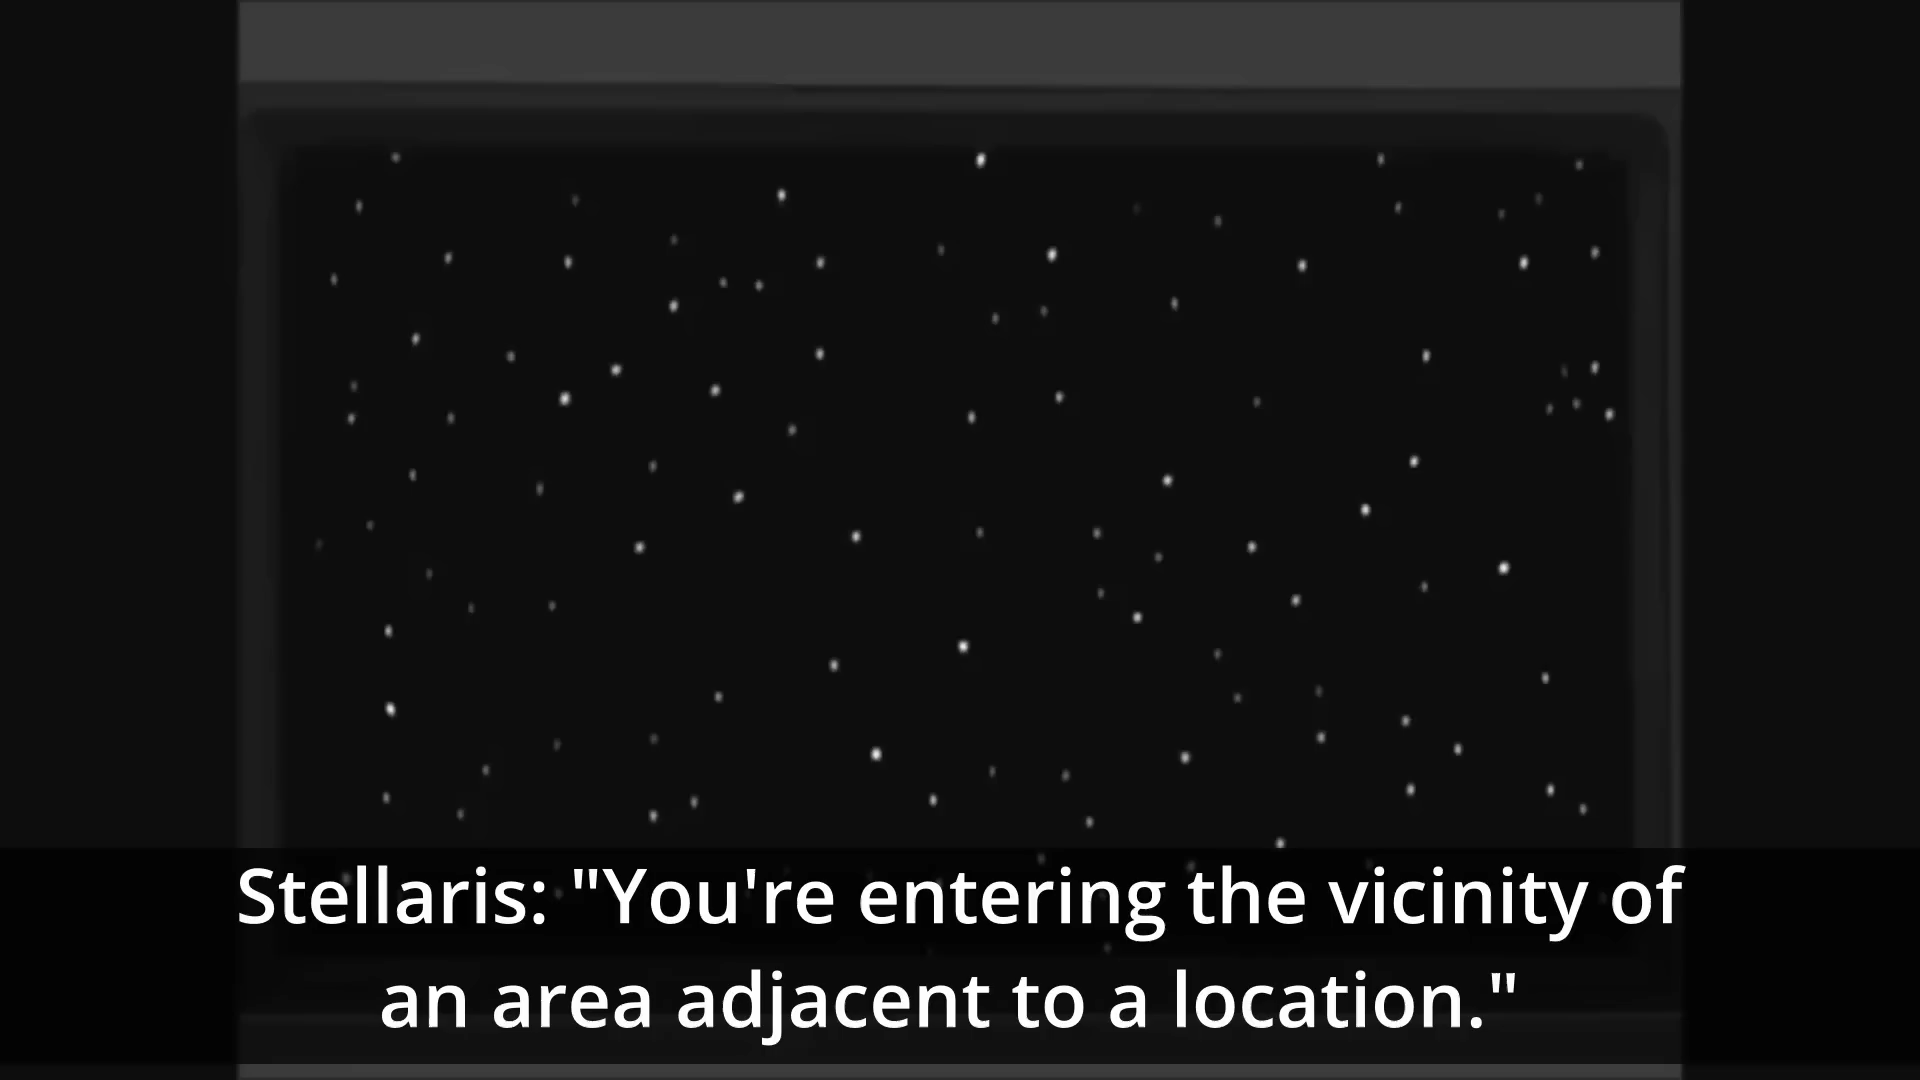 Stellaris: "You're entering the vicinity of
an area adjacent to a location."